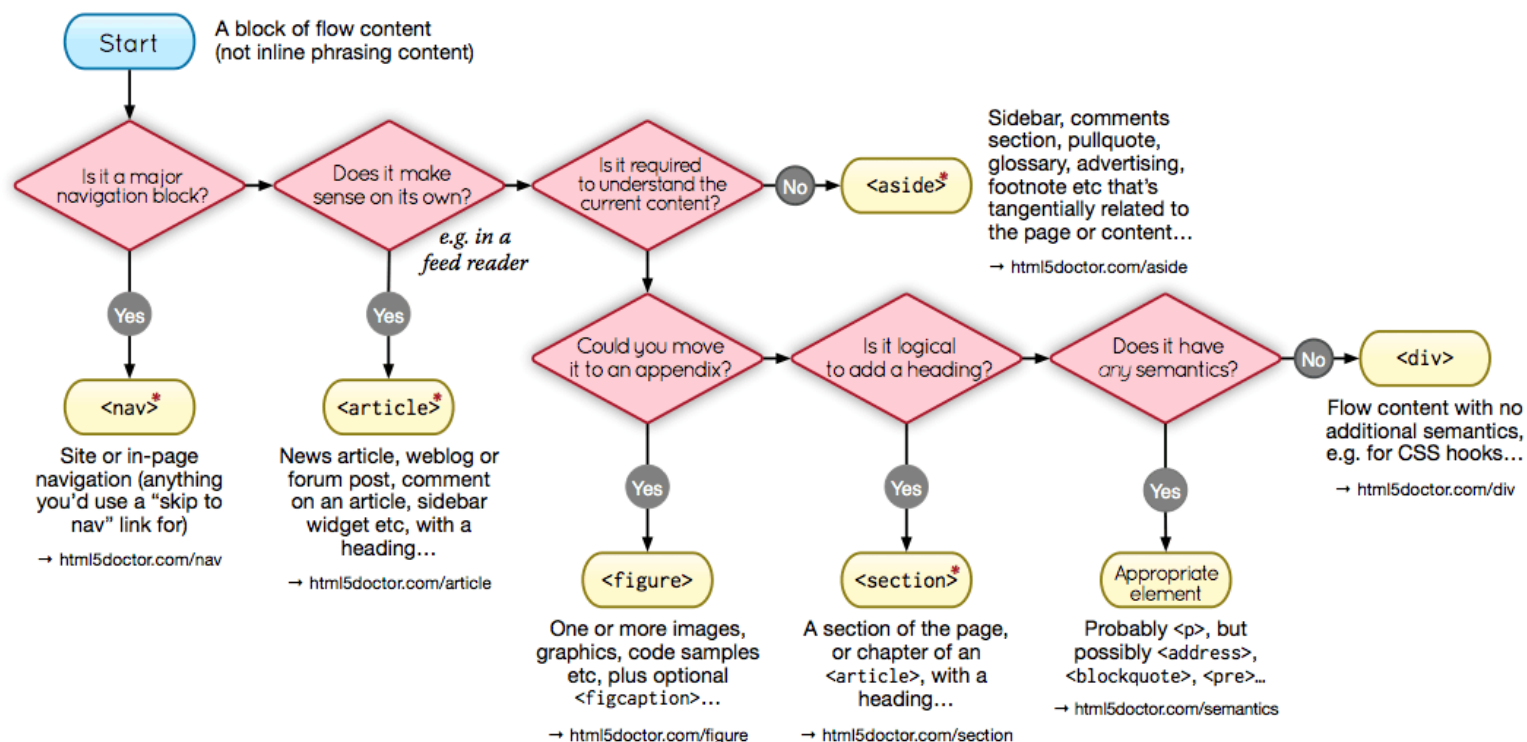 Start
A block of flow content
(not inline phrasing content)
Is it a major
navigation block?
Does it make
sense on its own?
e.g. in a
feed reader
Is it required
to understand the
current content?
No
<aside>*
Sidebar, comments
section, pullquote,
glossary, advertising,
footnote etc that’s
tangentially related to
the page or content…
→ html5doctor.com/aside
Yes
<nav>*
Site or in-page
navigation (anything
you’d use a “skip to
nav” link for)
→ html5doctor.com/nav
Yes
<article>*
News article, weblog or
forum post, comment
on an article, sidebar
widget etc, with a
heading…
→ html5doctor.com/article
Could you move
it to an appendix?
Yes
<figure>
One or more images,
graphics, code samples
etc, plus optional
<figcaption>…
→ html5doctor.com/figure
Is it logical
to add a heading?
Yes
<section>*
A section of the page,
or chapter of an
<article>, with a
heading…
→ html5doctor.com/section
Does it have
any semantics?
Yes
Appropriate
element
Probably <p>, but
possibly <address>,
<blockquote>, <pre>…
→ html5doctor.com/semantics
No
<div>
Flow content with no
additional semantics,
e.g. for CSS hooks…
→ html5doctor.com/div